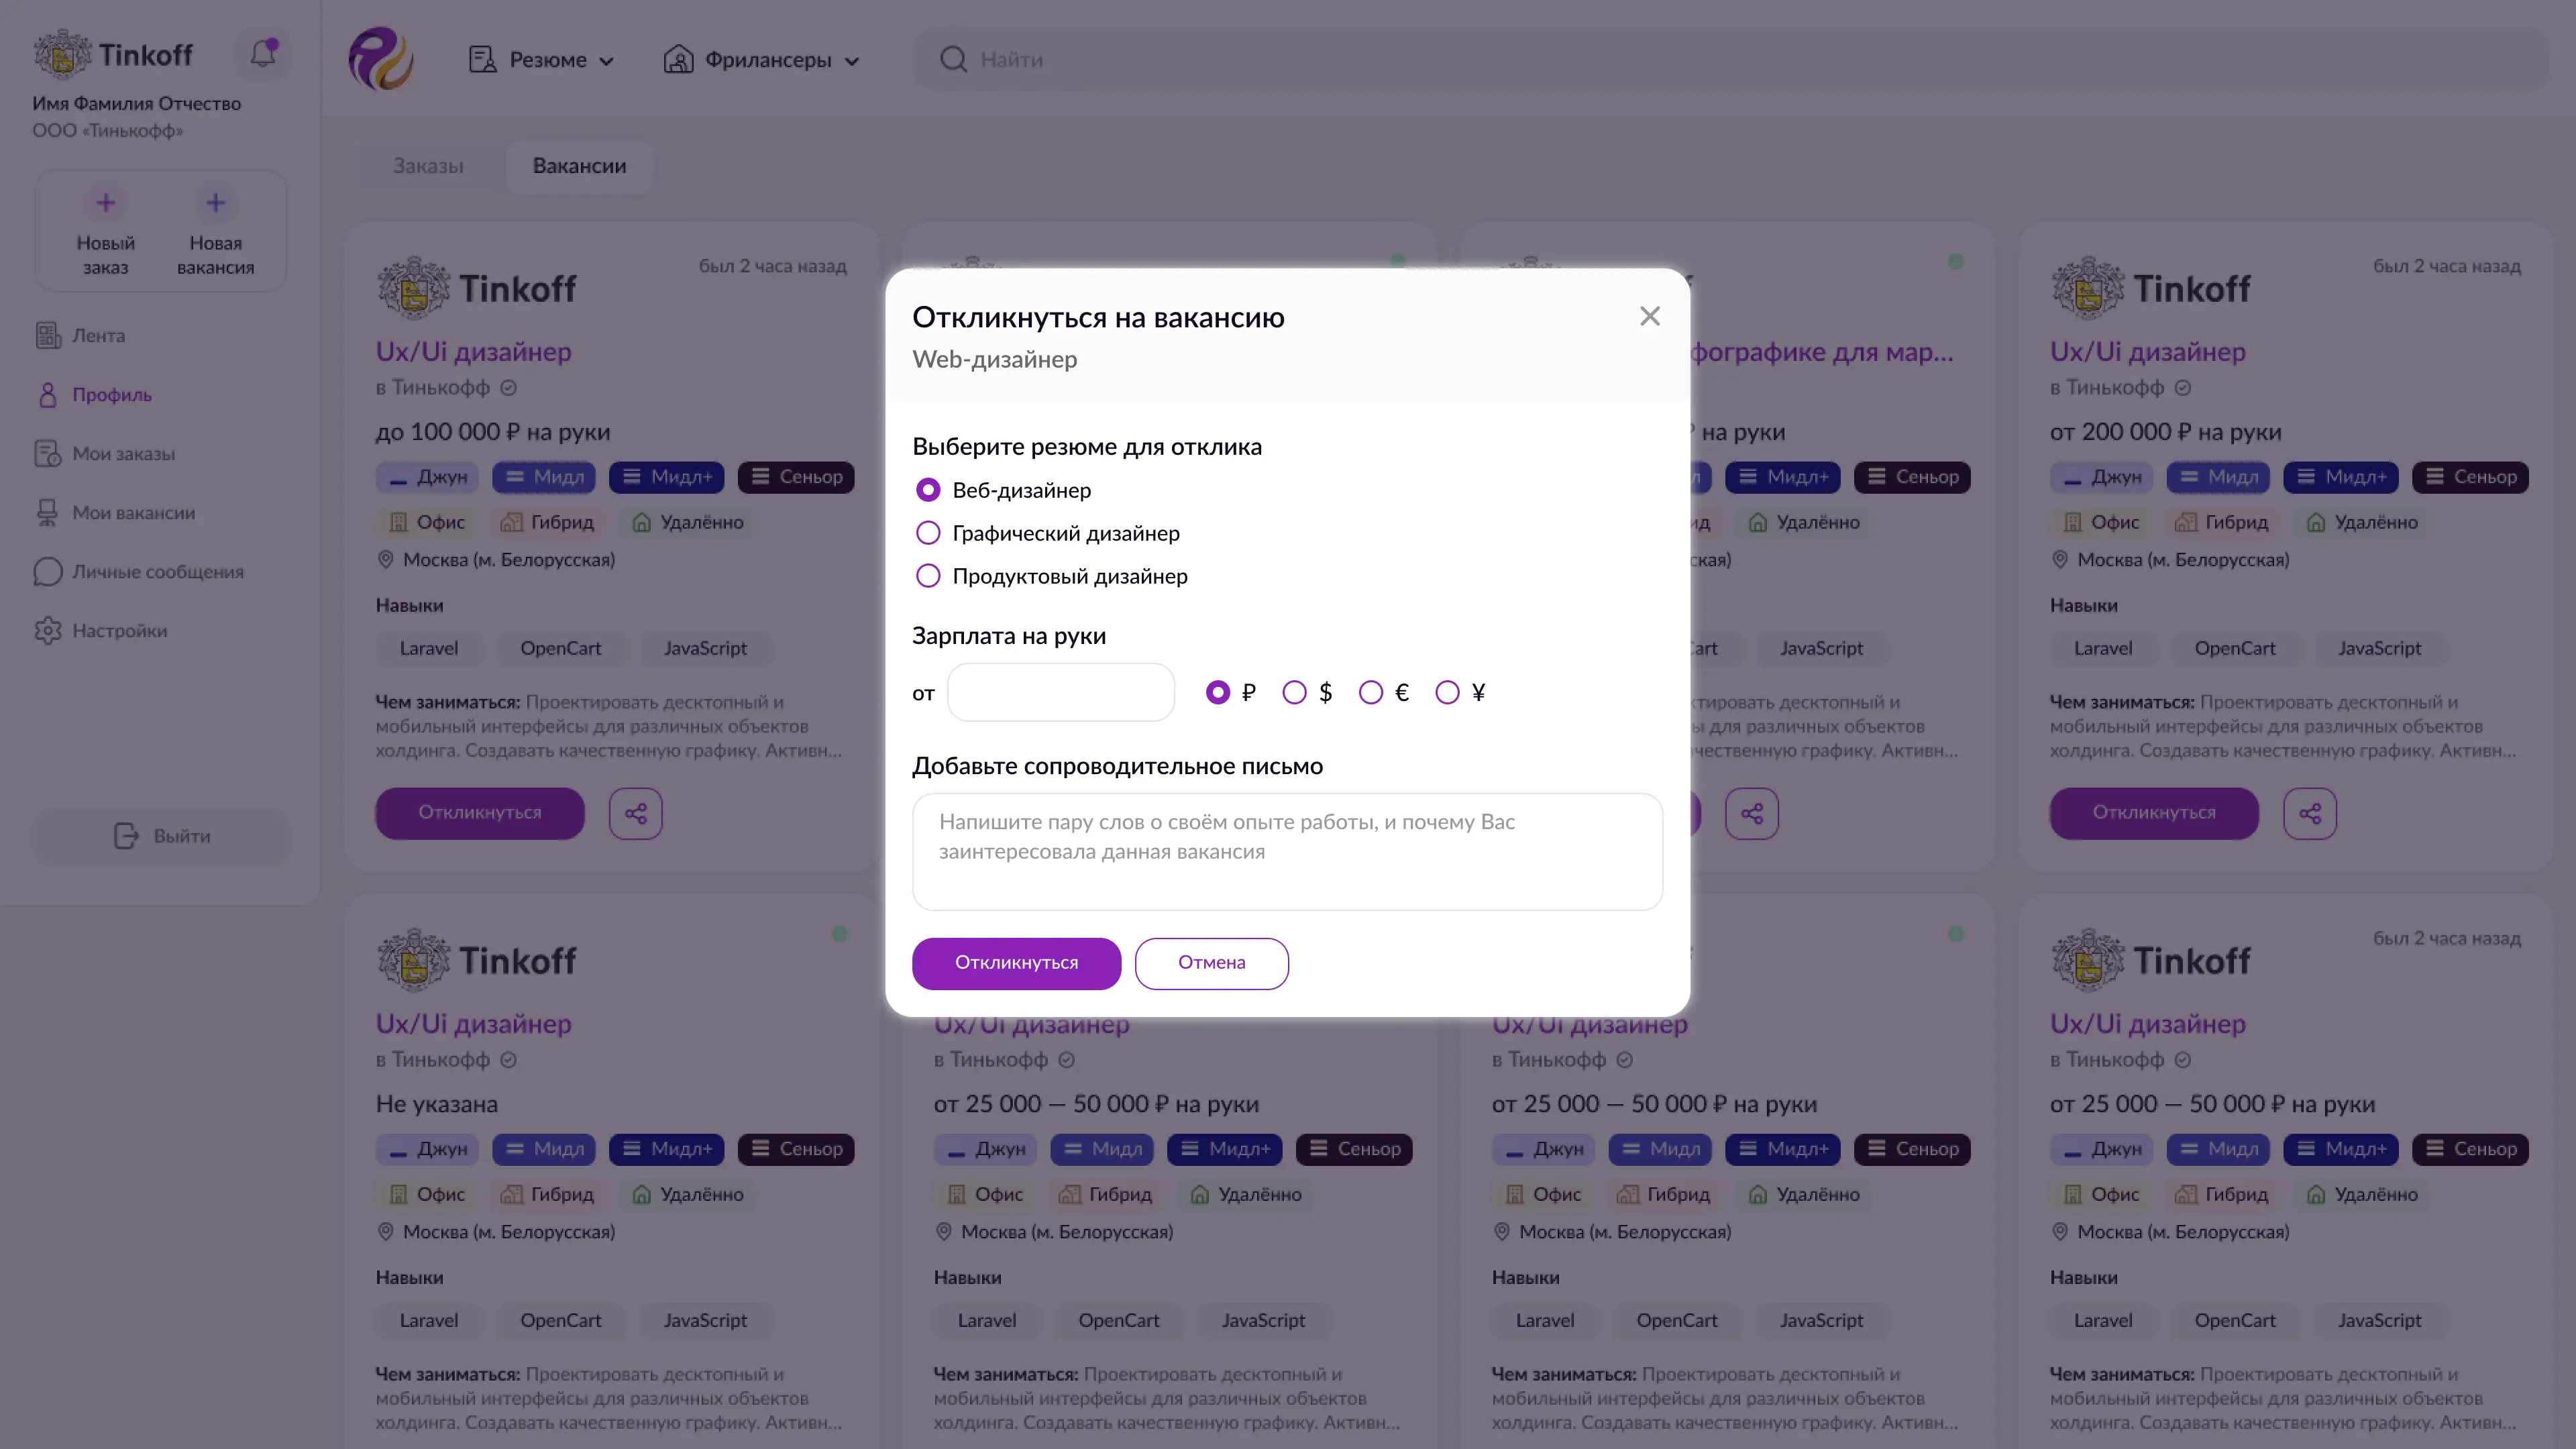 Tinkoff
Имя Фамилия Отчество
ООО «Тинькофф»
Новый
заказ
Новая
вакансия
Лента
Профиль
Мои заказы
Мои вакансии
Личные сообщения
Настройки
Выйти
Резюме
Фрилансеры
Найти
Заказы
Вакансии
Tinkoff
был 2 часа назад
Ux/Ui дизайнер
в Тинькофф
до 100 000 ₽ на руки
Джун Мидл Мидл+ Сеньор
Офис Гибрид Удалённо
Москва (м. Белорусская)
Навыки
Laravel OpenCart JavaScript
Чем заниматься: Проектировать десктопный и
мобильный интерфейсы для различных объектов
холдинга. Создавать качественную графику. Активн...
Откликнуться
Откликнуться на вакансию
Web-дизайнер
Выберите резюме для отклика
Веб-дизайнер
Графический дизайнер
Продуктовый дизайнер
Зарплата на руки
от ₽ $ € ¥
Добавьте сопроводительное письмо
Напишите пару слов о своём опыте работы, и почему Вас
заинтересовала данная вакансия
Откликнуться Отмена
фографике для мар...
на руки
Мидл+ Сеньор
Удалённо
JavaScript
десктопный и
для различных объектов
графику. Активн...
Tinkoff
был 2 часа назад
Ux/Ui дизайнер
в Тинькофф
от 200 000 ₽ на руки
Джун Мидл Мидл+ Сеньор
Офис Гибрид Удалённо
Москва (м. Белорусская)
Навыки
Laravel OpenCart JavaScript
Чем заниматься: Проектировать десктопный и
мобильный интерфейсы для различных объектов
холдинга. Создавать качественную графику. Активн...
Откликнуться
Tinkoff
Ux/Ui дизайнер
в Тинькофф
Не указана
Джун Мидл Мидл+ Сеньор
Офис Гибрид Удалённо
Москва (м. Белорусская)
Навыки
Laravel OpenCart JavaScript
Чем заниматься: Проектировать десктопный и
мобильный интерфейсы для различных объектов
холдинга. Создавать качественную графику. Активн...
Ux/Ui дизайнер
в Тинькофф
от 25 000 — 50 000 ₽ на руки
Джун Мидл Мидл+ Сеньор
Офис Гибрид Удалённо
Москва (м. Белорусская)
Навыки
Laravel OpenCart JavaScript
Чем заниматься: Проектировать десктопный и
мобильный интерфейсы для различных объектов
холдинга. Создавать качественную графику. Активн...
Ux/Ui дизайнер
в Тинькофф
от 25 000 — 50 000 ₽ на руки
Джун Мидл Мидл+ Сеньор
Офис Гибрид Удалённо
Москва (м. Белорусская)
Навыки
Laravel OpenCart JavaScript
Чем заниматься: Проектировать десктопный и
мобильный интерфейсы для различных объектов
холдинга. Создавать качественную графику. Активн...
Tinkoff
был 2 часа назад
Ux/Ui дизайнер
в Тинькофф
от 25 000 — 50 000 ₽ на руки
Джун Мидл Мидл+ Сеньор
Офис Гибрид Удалённо
Москва (м. Белорусская)
Навыки
Laravel OpenCart JavaScript
Чем заниматься: Проектировать десктопный и
мобильный интерфейсы для различных объектов
холдинга. Создавать качественную графику. Активн...